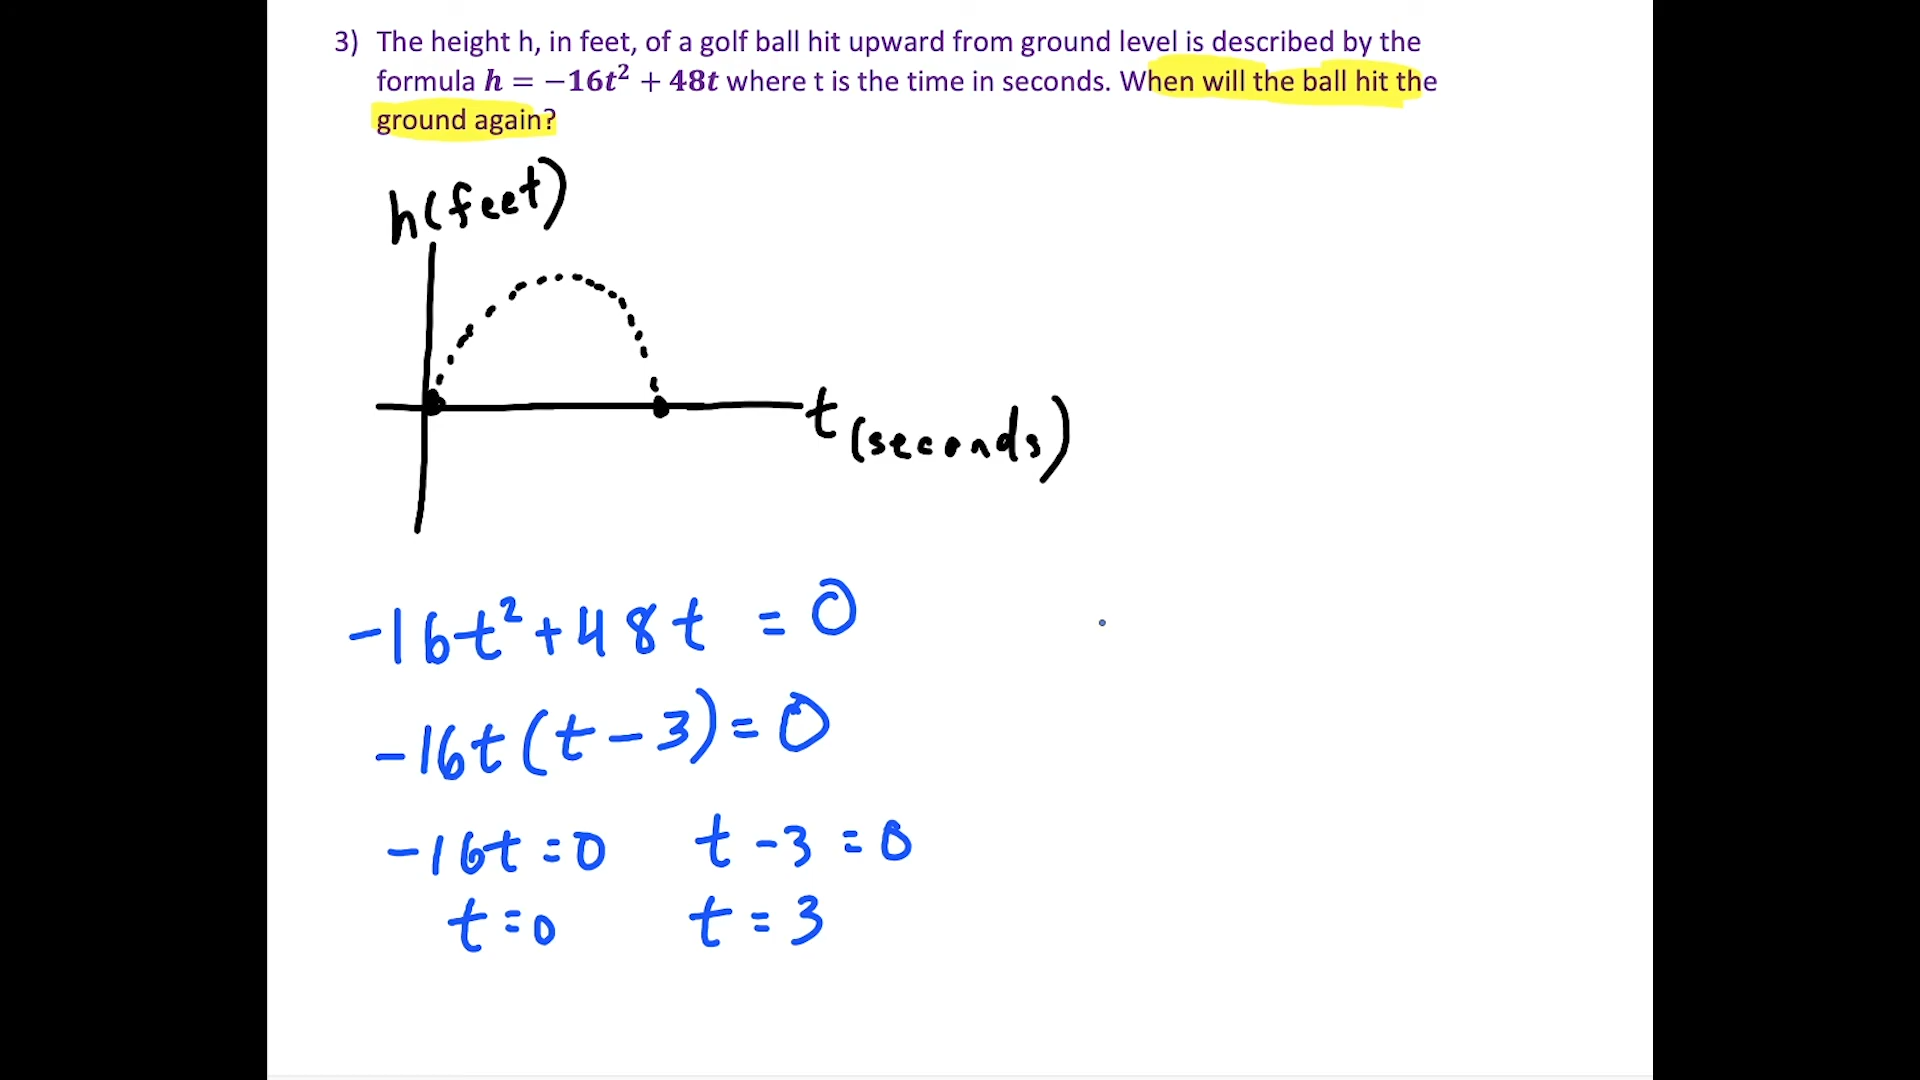 3) The height h, in feet, of a golf ball hit upward from ground level is described by the
formula h = −16t² + 48t where t is the time in seconds. When will the ball hit the
ground again?
h(feet)
t (seconds)
-16t²+48t = 0
-16t(t-3)=0
-16t=0 t-3=0
t=0 t=3